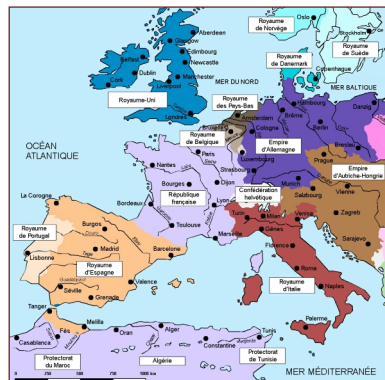 Oslo
Royaume de
Norvège
Stockholm
Royaume
de Suède
Aberdeen
Glasgow
Edimbourg
Newcastle
Belfast
Dublin
Cork
Manchester
Liverpool
Royaume-Uni
Londres
MER DU NORD
Royaume de
Danemark
Copenhague
MER BALTIQUE
Royaume
des Pays-Bas
Amsterdam
Hambourg
Brême
Berlin
Danzig
Bruxelles
Royaume
de Belgique
Cologne
Empire
d'Allemagne
Breslau
Luxembourg
Prague
Empire
d'Autriche-Hongrie
OCÉAN
ATLANTIQUE
Paris
Strasbourg
Munich
Vienne
Salzbourg
Nantes
Bourges
Dijon
Confédération
helvétique
République
française
Lyon
Bordeaux
Turin
Milan
Venise
Zagreb
La Corogne
Toulouse
Marseille
Gênes
Florence
Sarajevo
Burgos
Royaume
de Portugal
Madrid
Barcelone
Rome
Royaume
d'Italie
Naples
Lisbonne
Tage
Royaume
d'Espagne
Valence
Séville
Grenade
Tanger
Melilla
Palerme
Casablanca
Fès
Oran
Alger
Constantine
Tunis
Protectorat
du Maroc
Algérie
Protectorat
de Tunisie
MER MÉDITERRANÉE
1000 km